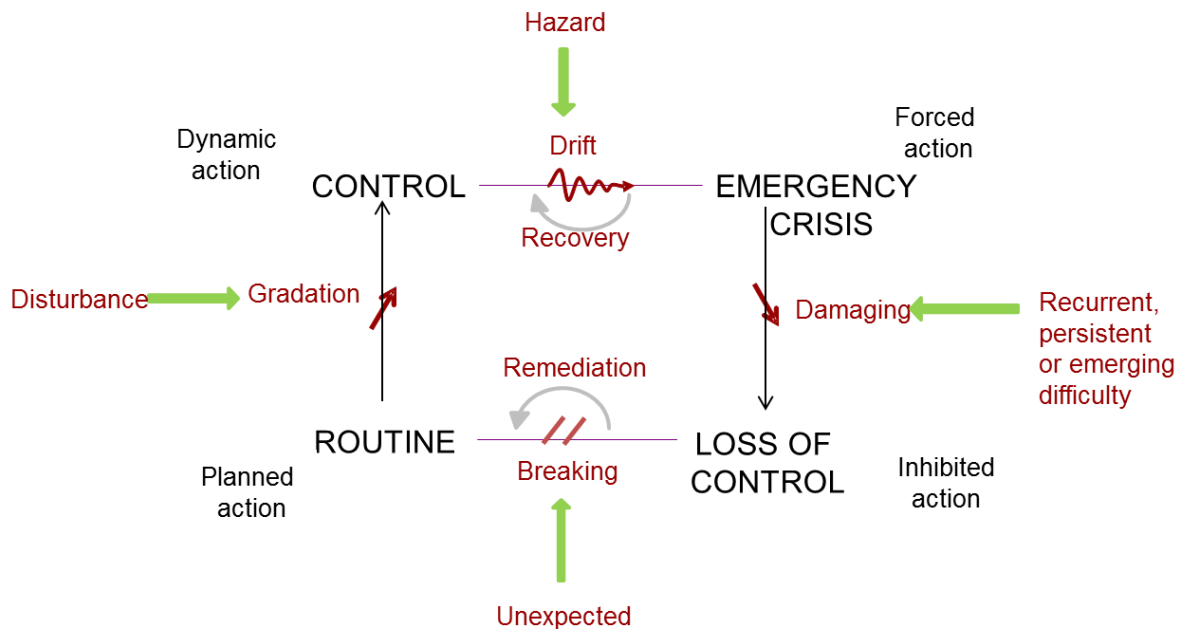 Hazard
Dynamic
action
Forced
action
Drift
CONTROL
EMERGENCY
CRISIS
Recovery
Disturbance
Gradation
Damaging
Recurrent,
persistent
or emerging
difficulty
Remediation
ROUTINE
LOSS OF
CONTROL
Breaking
Planned
action
Inhibited
action
Unexpected